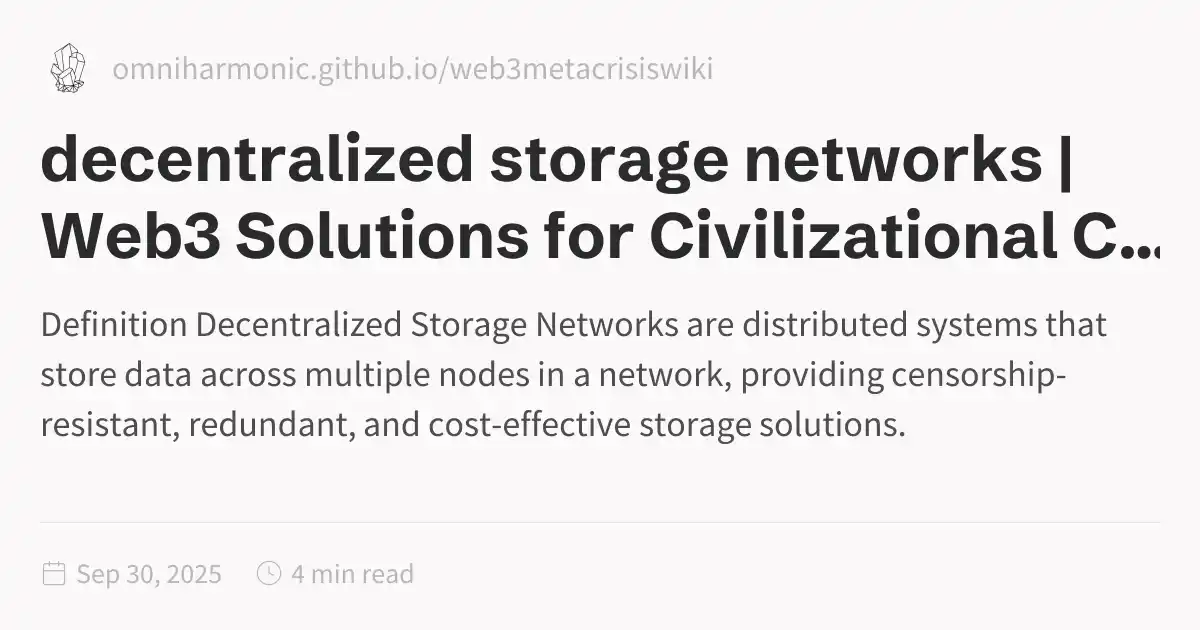 omniharmonic.github.io/web3metacrisiswiki
decentralized storage networks |
Web3 Solutions for Civilizational C...
Definition Decentralized Storage Networks are distributed systems that
store data across multiple nodes in a network, providing censorship-
resistant, redundant, and cost-effective storage solutions.
Sep 30, 2025 4 min read